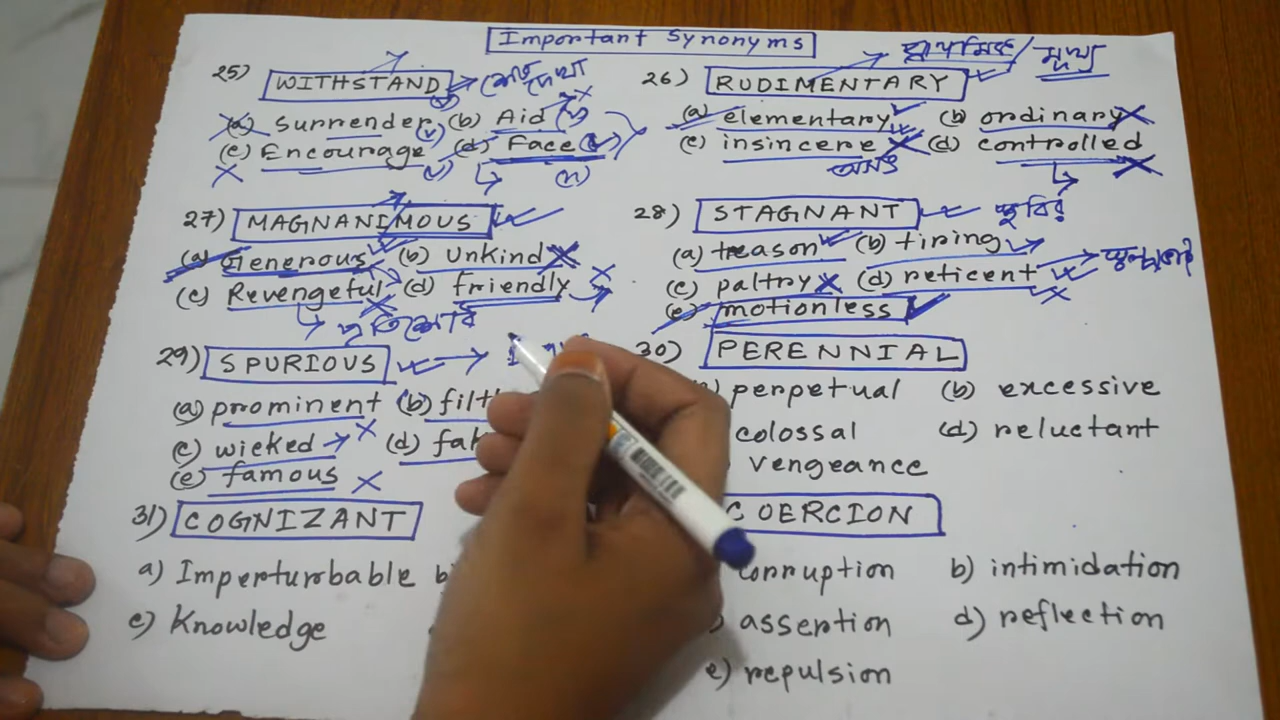 Important Synonyms
25) WITHSTAND
(a) Surrender (v) (b) Aid (v)
(c) Encourage (v) (d) Face (v) (n)
26) RUDIMENTARY প্রাথমিক / মুখ্য
(a) elementary (b) ordinary
(c) insincere (d) controlled
27) MAGNANIMOUS
(a) Generous (b) Unkind
(c) Revengeful (d) friendly
28) STAGNANT স্থবির
(a) treason (b) tiring
(c) paltry (d) reticent
(e) motionless
29) SPURIOUS
(a) prominent (b)
(c) wicked (d)
(e) famous
30) PERENNIAL
perpetual (b) excessive
colossal (d) reluctant
vengeance
31) COGNIZANT
a) Imperturbable
c) Knowledge
COERCION
corruption b) intimidation
assertion d) reflection
e) repulsion